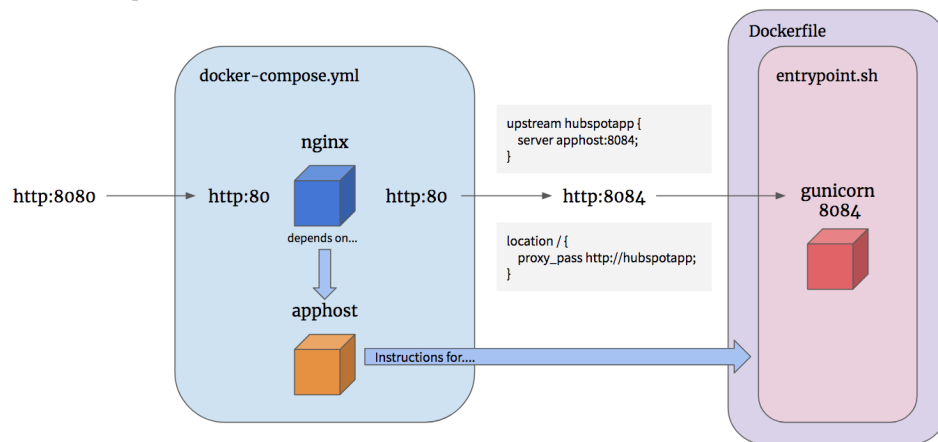 Dockerfile
docker-compose.yml
entrypoint.sh
upstream hubspotapp {
server apphost:8084;
}
nginx
http:8080
http:80
http:80
http:8084
gunicorn
8084
depends on...
location / {
proxy_pass http://hubspotapp;
}
apphost
Instructions for....